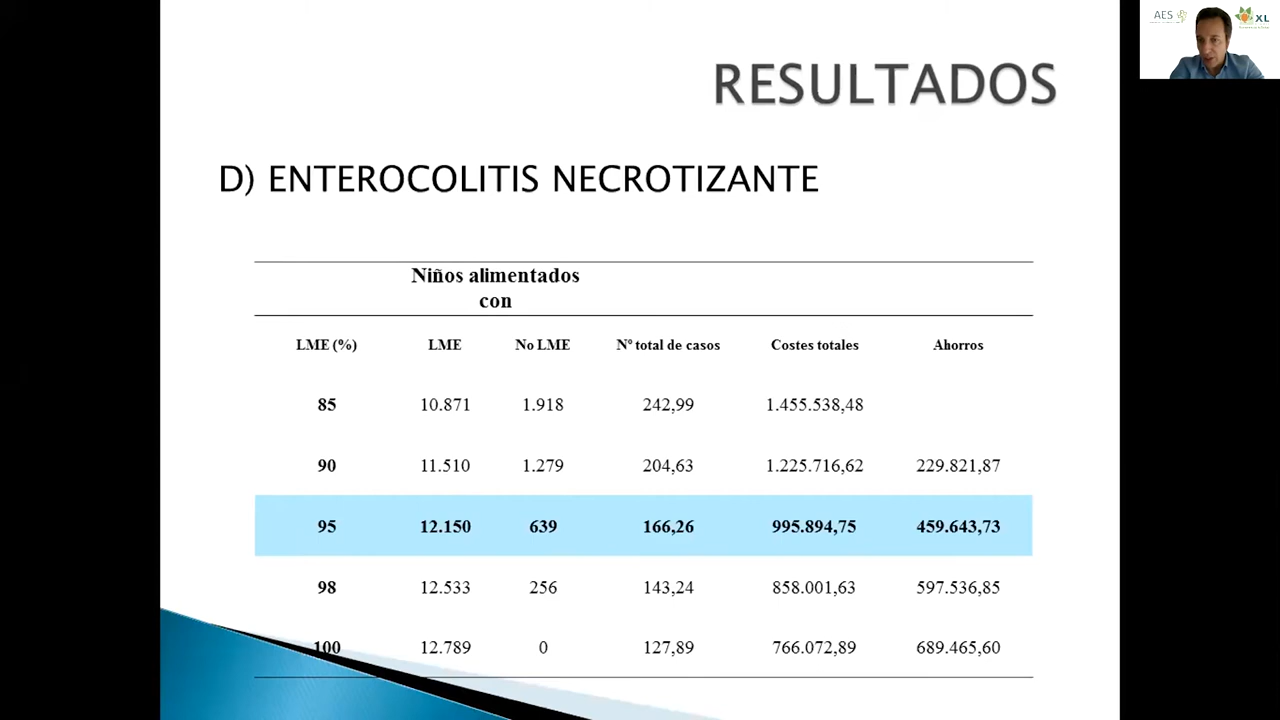 AES
XL
RESULTADOS
D) ENTEROCOLITIS NECROTIZANTE
Niños alimentados
con
LME (%) LME No LME Nº total de casos Costes totales Ahorros
85 10.871 1.918 242,99 1.455.538,48
90 11.510 1.279 204,63 1.225.716,62 229.821,87
95 12.150 639 166,26 995.894,75 459.643,73
98 12.533 256 143,24 858.001,63 597.536,85
100 12.789 0 127,89 766.072,89 689.465,60